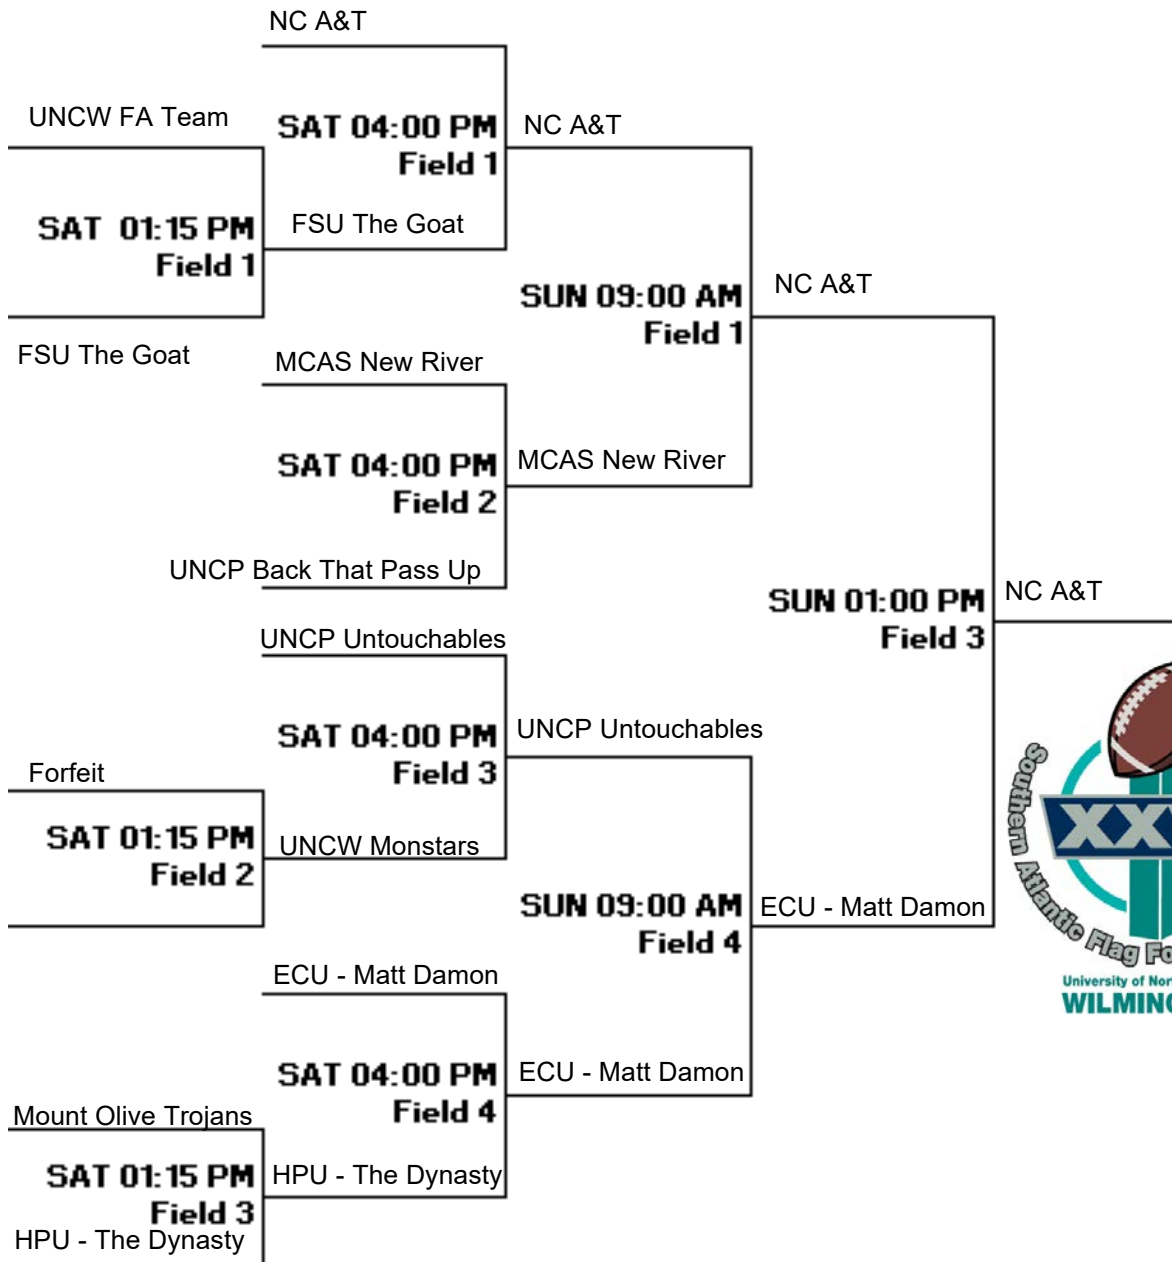 NC A&T
UNCW FA Team
SAT 04:00 PM
Field 1
NC A&T
SAT 01:15 PM
Field 1
FSU The Goat
FSU The Goat
SUN 09:00 AM
Field 1
NC A&T
MCAS New River
SAT 04:00 PM
Field 2
MCAS New River
UNCP Back That Pass Up
SUN 01:00 PM
Field 3
NC A&T
UNCP Untouchables
SAT 04:00 PM
Field 3
UNCP Untouchables
Forfeit
SAT 01:15 PM
Field 2
UNCW Monstars
SUN 09:00 AM
Field 4
ECU - Matt Damon
ECU - Matt Damon
SAT 04:00 PM
Field 4
ECU - Matt Damon
Mount Olive Trojans
SAT 01:15 PM
Field 3
HPU - The Dynasty
HPU - The Dynasty
Southern Atlantic Flag Fo
XXV
University of Nor
WILMING